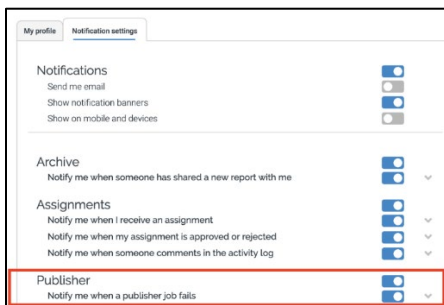 My profile Notification settings
Notifications
Send me email
Show notification banners
Show on mobile and devices
Archive
Notify me when someone has shared a new report with me
Assignments
Notify me when I receive an assignment
Notify me when my assignment is approved or rejected
Notify me when someone comments in the activity log
Publisher
Notify me when a publisher job fails